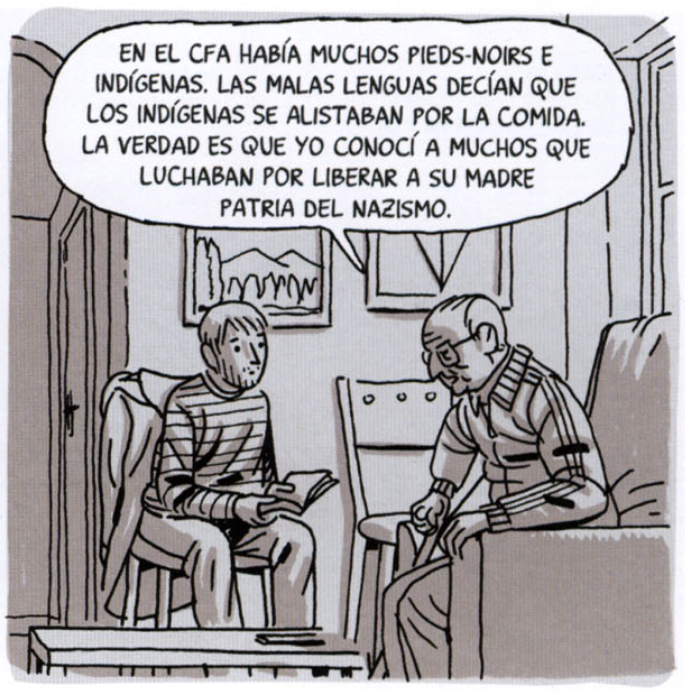 EN EL CFA HABÍA MUCHOS PIEDS-NOIRS E
INDÍGENAS. LAS MALAS LENGUAS DECÍAN QUE
LOS INDÍGENAS SE ALISTABAN POR LA COMIDA.
LA VERDAD ES QUE YO CONOCÍ A MUCHOS QUE
LUCHABAN POR LIBERAR A SU MADRE
PATRIA DEL NAZISMO.